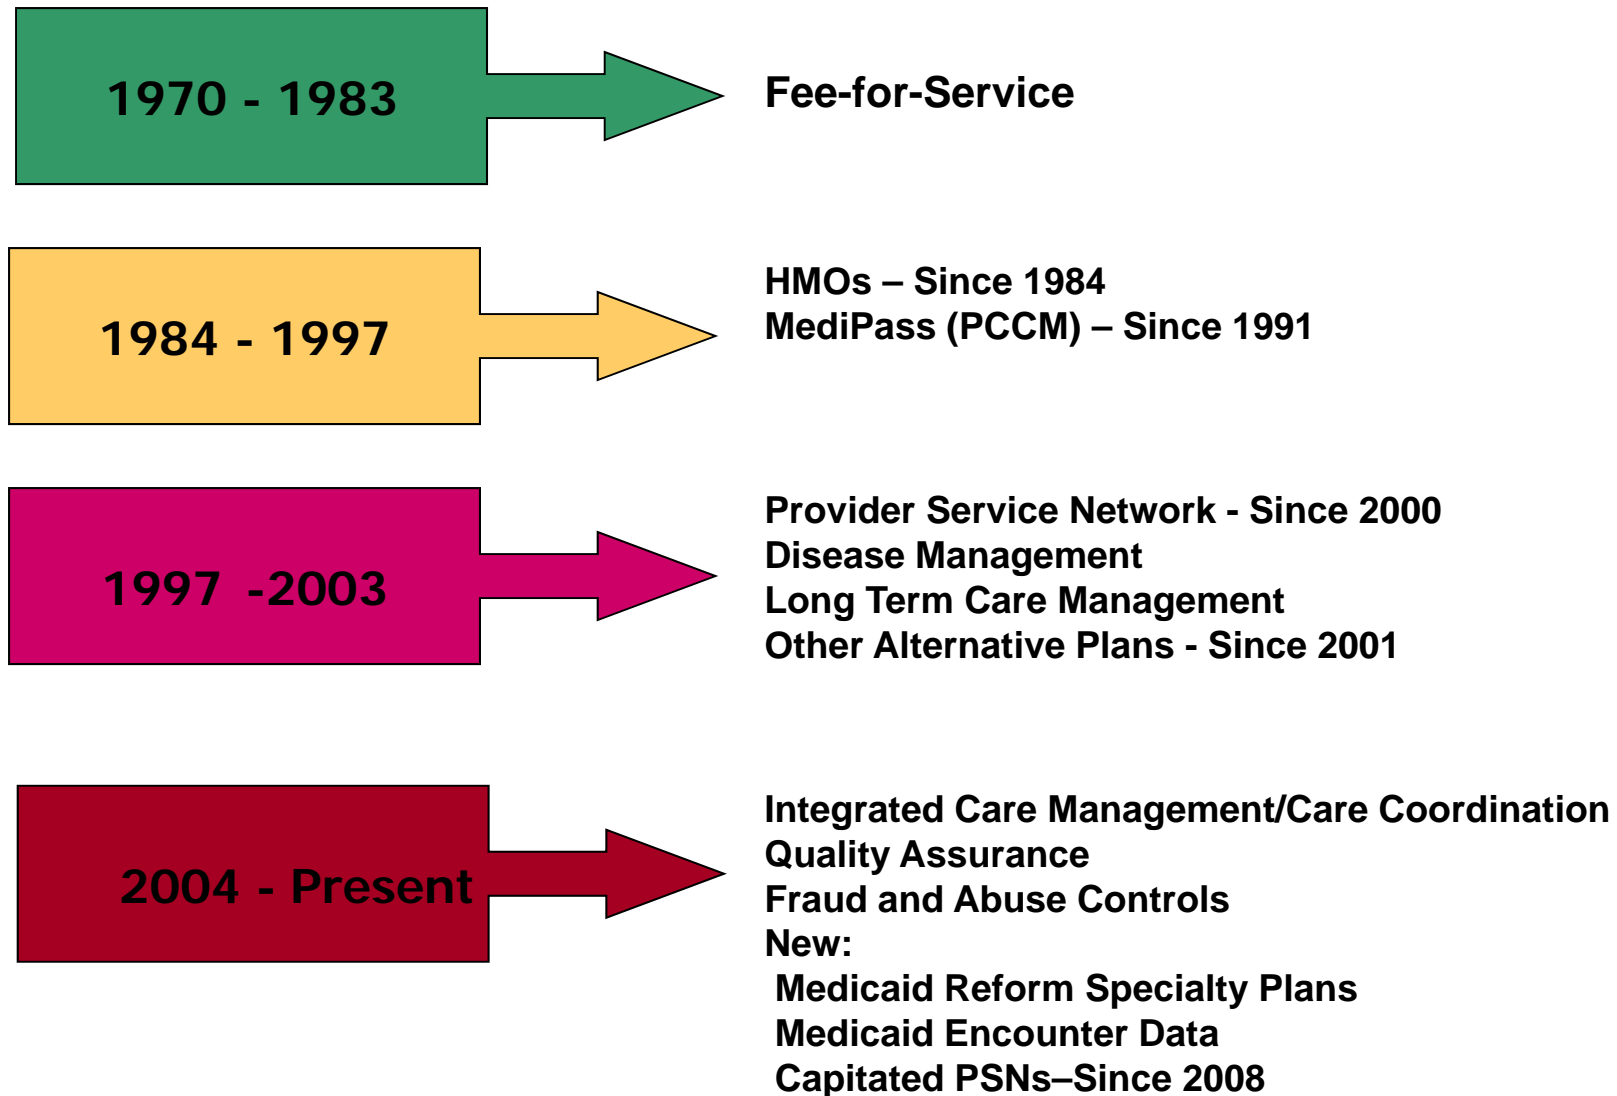 1970 - 1983
Fee-for-Service
1984 - 1997
HMOs – Since 1984
MediPass (PCCM) – Since 1991
1997 -2003
Provider Service Network - Since 2000
Disease Management
Long Term Care Management
Other Alternative Plans - Since 2001
2004 - Present
Integrated Care Management/Care Coordination
Quality Assurance
Fraud and Abuse Controls
New:
Medicaid Reform Specialty Plans
Medicaid Encounter Data
Capitated PSNs–Since 2008